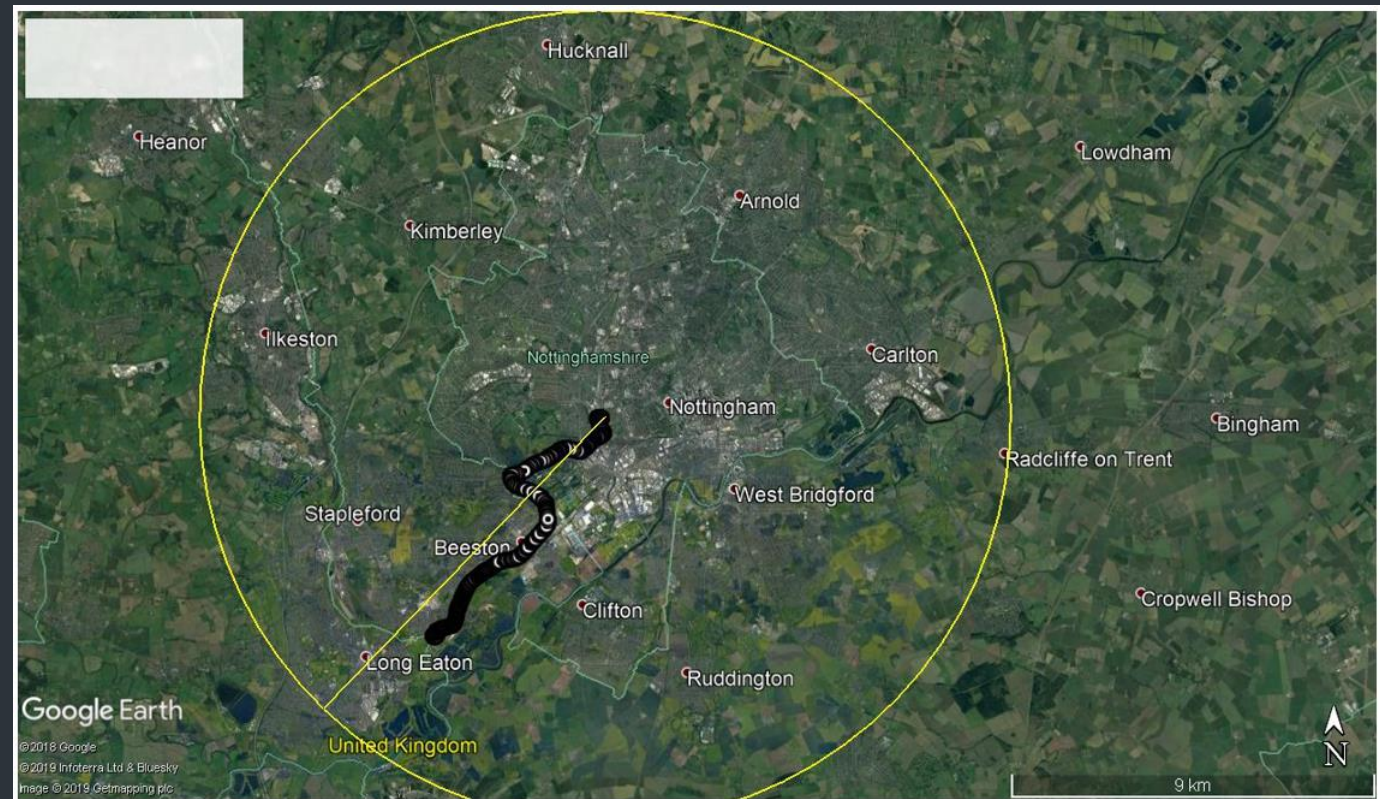 Hucknall
Heanor
Lowdham
Arnold
Kimberley
Ilkeston
Carlton
Nottinghamshire
Nottingham
Bingham
Radcliffe on Trent
West Bridgford
Stapleford
Beeston
Cropwell Bishop
Clifton
Long Eaton
Ruddington
Google Earth
United Kingdom
©2018 Google
©2019 Infoterra Ltd & Bluesky
Image © 2019 Getmapping plc
N
9 km